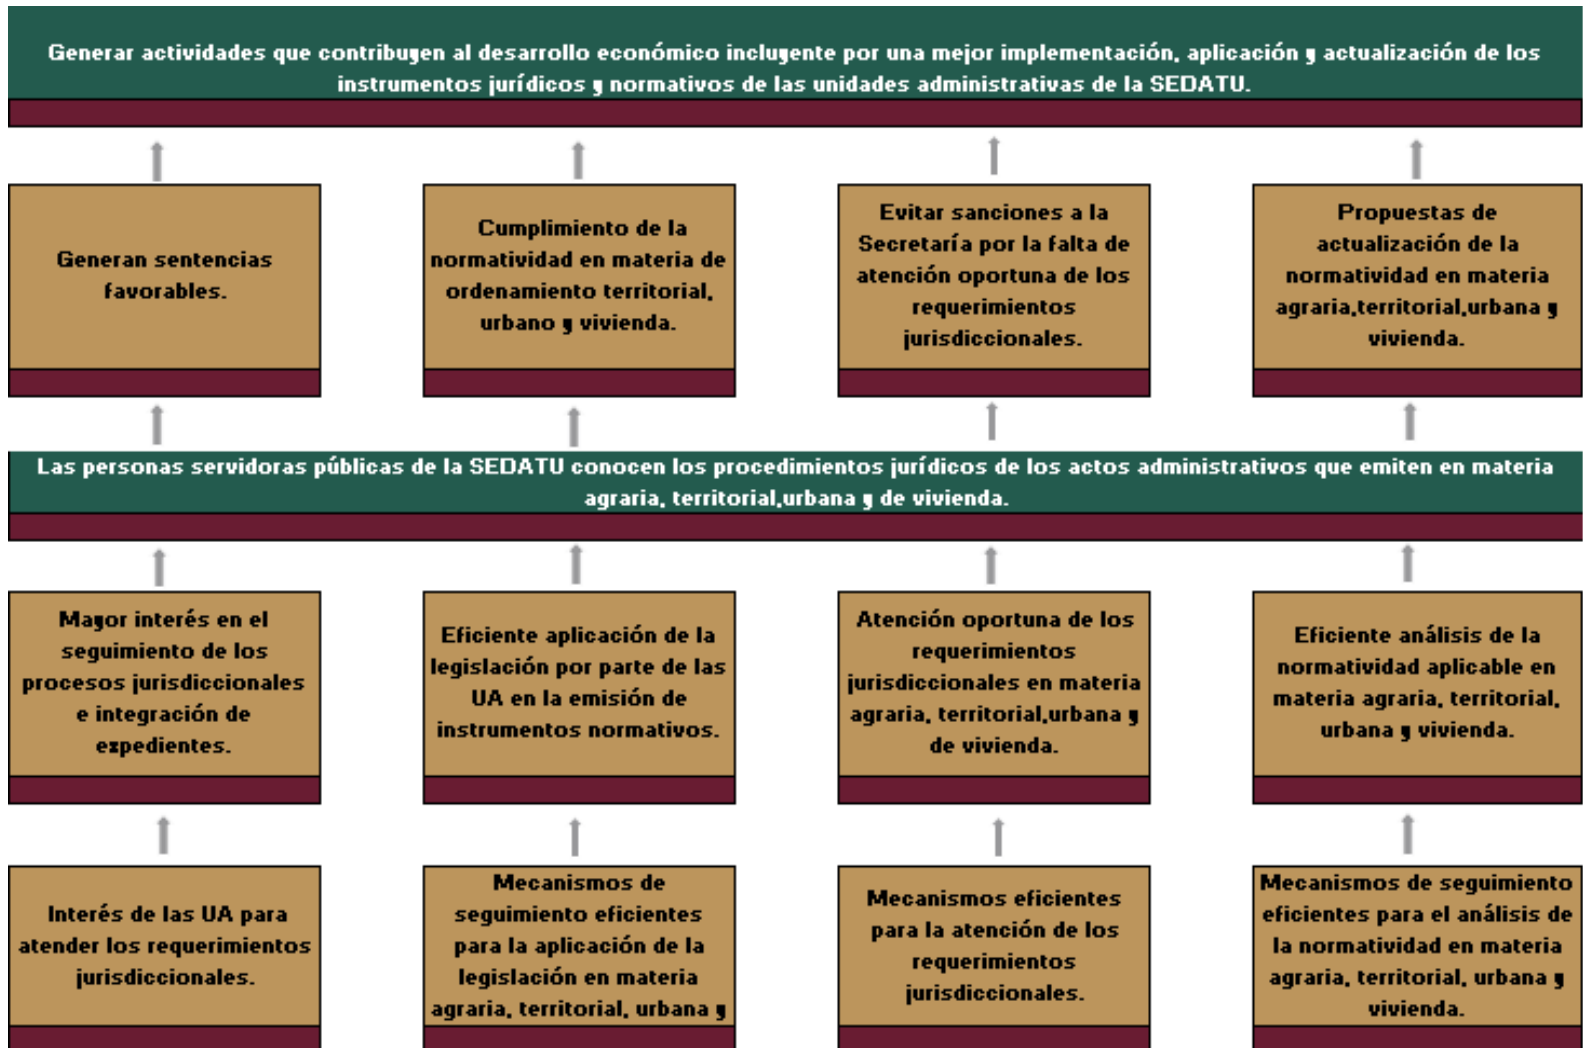 Generar actividades que contribuyen al desarrollo económico incluyente por una mejor implementación, aplicación y actualización de los
instrumentos jurídicos y normativos de las unidades administrativas de la SEDATU.
Generan sentencias
favorables.
Cumplimiento de la
normatividad en materia de
ordenamiento territorial,
urbano y vivienda.
Evitar sanciones a la
Secretaría por la falta de
atención oportuna de los
requerimientos
jurisdiccionales.
Propuestas de
actualización de la
normatividad en materia
agraria,territorial,urbana y
vivienda.
Las personas servidoras públicas de la SEDATU conocen los procedimientos jurídicos de los actos administrativos que emiten en materia
agraria, territorial,urbana y de vivienda.
Mayor interés en el
seguimiento de los
procesos jurisdiccionales
e integración de
expedientes.
Eficiente aplicación de la
legislación por parte de las
UA en la emisión de
instrumentos normativos.
Atención oportuna de los
requerimientos
jurisdiccionales en materia
agraria, territorial,urbana y
de vivienda.
Eficiente análisis de la
normatividad aplicable en
materia agraria, territorial,
urbana y vivienda.
Interés de las UA para
atender los requerimientos
jurisdiccionales.
Mecanismos de
seguimiento eficientes
para la aplicación de la
legislación en materia
agraria, territorial, urbana y
Mecanismos eficientes
para la atención de los
requerimientos
jurisdiccionales.
Mecanismos de seguimiento
eficientes para el análisis de
la normatividad en materia
agraria, territorial, urbana y
vivienda.